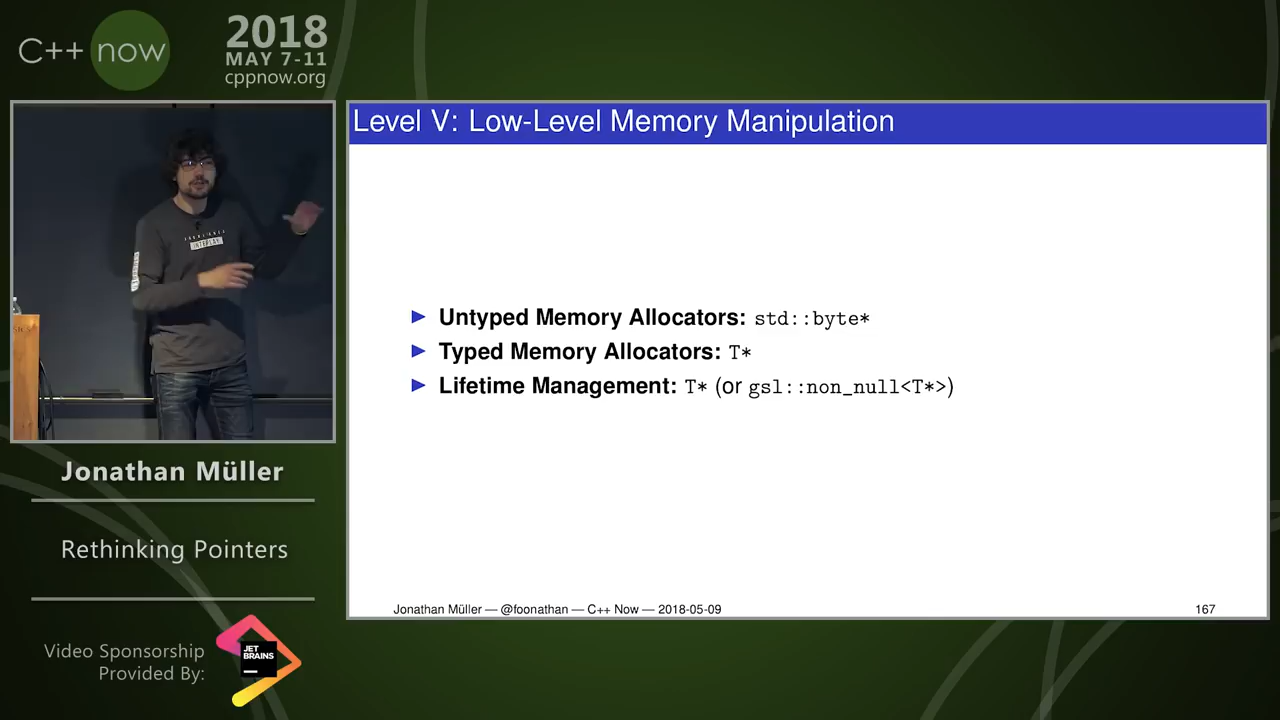 C++ now
2018
MAY 7-11
cppnow.org
Level V: Low-Level Memory Manipulation
INTERPLAY
▶ Untyped Memory Allocators: std::byte*
▶ Typed Memory Allocators: T*
▶ Lifetime Management: T* (or gsl::non_null<T*>)
Jonathan Müller
Rethinking Pointers
Jonathan Müller — @foonathan — C++ Now — 2018-05-09
167
Video Sponsorship
Provided By:
JET
BRAINS